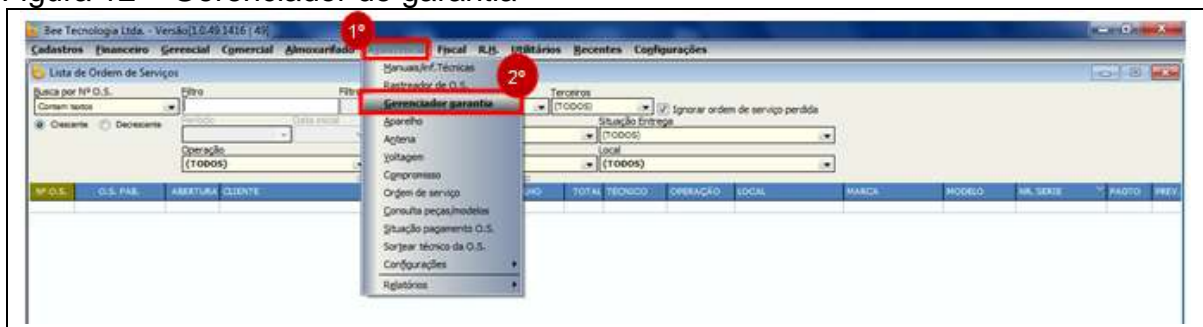 Figura 12 - Gerenciador de garantia
Bee Tecnologia Ltda. - Versão[1.0.49.1416 | 49]
1º
Cadastros Financeiro Gerencial Comercial Almoxarifado Fiscal R.H. Utilitários Recentes Configurações
Lista de Ordem de Serviços
Manuais/Inf.Técnicas
2º
Busca por Nº O.S. Filtro
Rastreador de O.S.
Terceiros
Contem textos
Gerenciador garantia
(TODOS) Ignorar ordem de serviço perdida
Crescente Decrescente Período Data inicial
Aparelho
Situação Entrega
Antena
(TODOS)
Operação
Voltagem
Local
(TODOS)
Compromisso
(TODOS)
Nº O.S. O.S. FAB. ABERTURA CLIENTE
Ordem de serviço
TOTAL TÉCNICO OPERAÇÃO LOCAL MARCA MODELO NR. SERIE PAGTO PREV.
Consulta peças/modelos
Situação pagamento O.S.
Sortear técnico da O.S.
Configurações
Relatórios